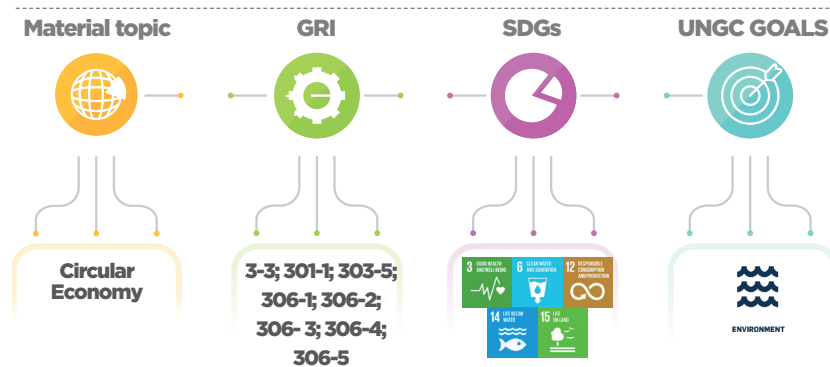 Material topic
GRI
SDGs
UNGC GOALS
Circular
Economy
3-3; 301-1; 303-5;
306-1; 306-2;
306- 3; 306-4;
306-5
3 GOOD HEALTH
AND WELL-BEING
6 CLEAN WATER
AND SANITATION
12 RESPONSIBLE
CONSUMPTION
AND PRODUCTION
14 LIFE BELOW
WATER
15 LIFE
ON LAND
ENVIRONMENT